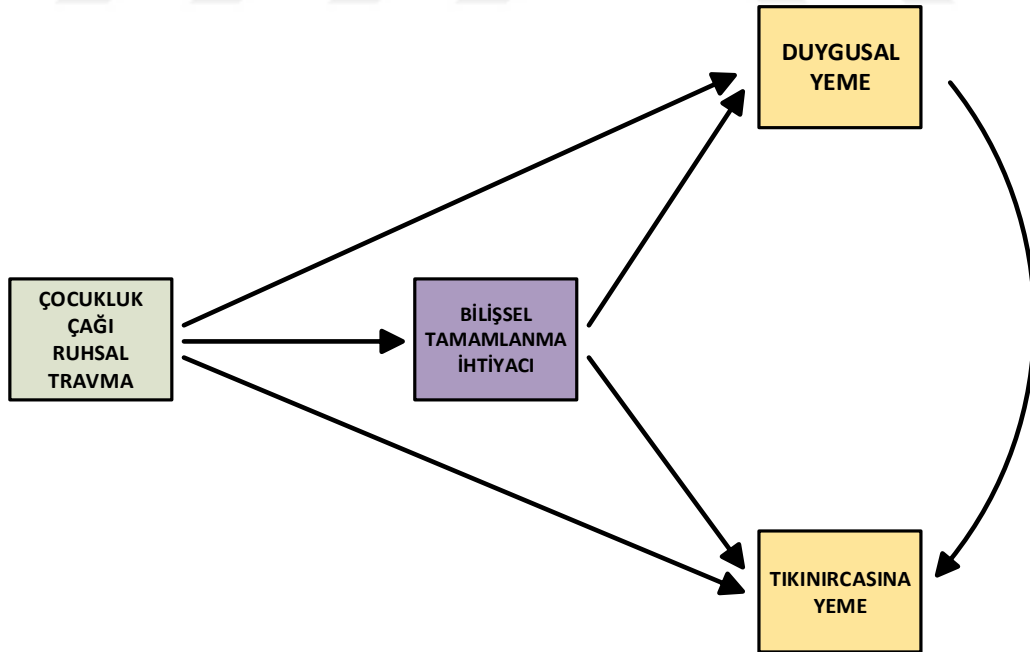 DUYGUSAL
YEME
ÇOCUKLUK
ÇAĞI
RUHSAL
TRAVMA
BİLİŞSEL
TAMAMLANMA
İHTİYACI
TIKINIRCASINA
YEME